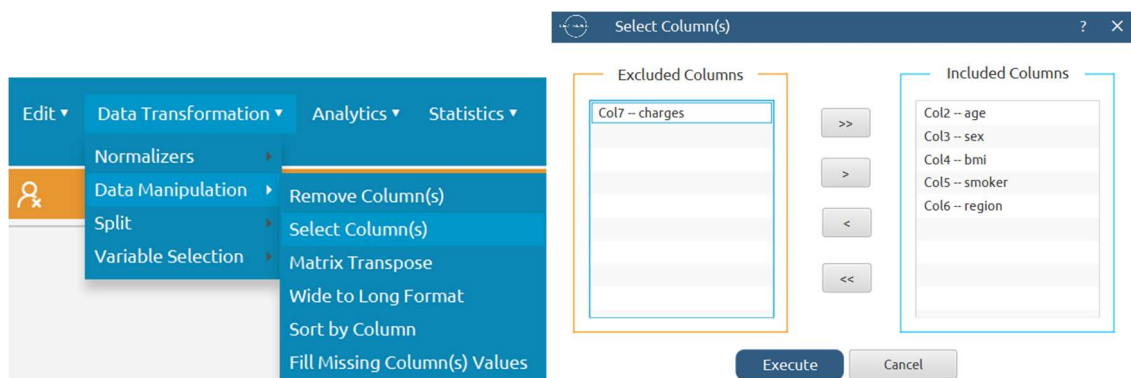 Edit ▾ Data Transformation ▾ Analytics ▾ Statistics ▾
Normalizers
Data Manipulation
Split
Variable Selection
Remove Column(s)
Select Column(s)
Matrix Transpose
Wide to Long Format
Sort by Column
Fill Missing Column(s) Values
Select Column(s) ? ×
Excluded Columns
Col7 -- charges
>>
>
<
<<
Included Columns
Col2 -- age
Col3 -- sex
Col4 -- bmi
Col5 -- smoker
Col6 -- region
Execute Cancel